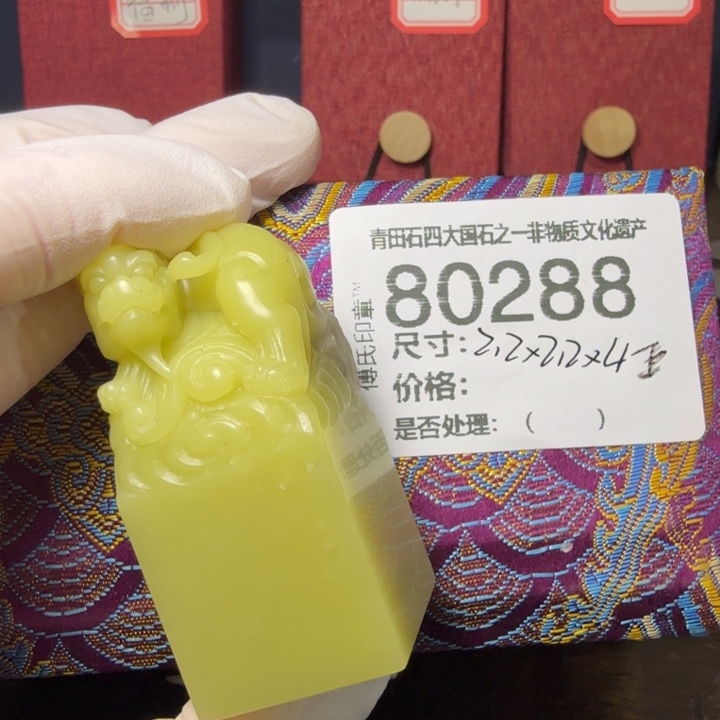 青田石四大国石之一非物质文化遗产
傅氏印章™
80288
尺寸：2,2×2,2×4
价格：
是否处理：（ ）